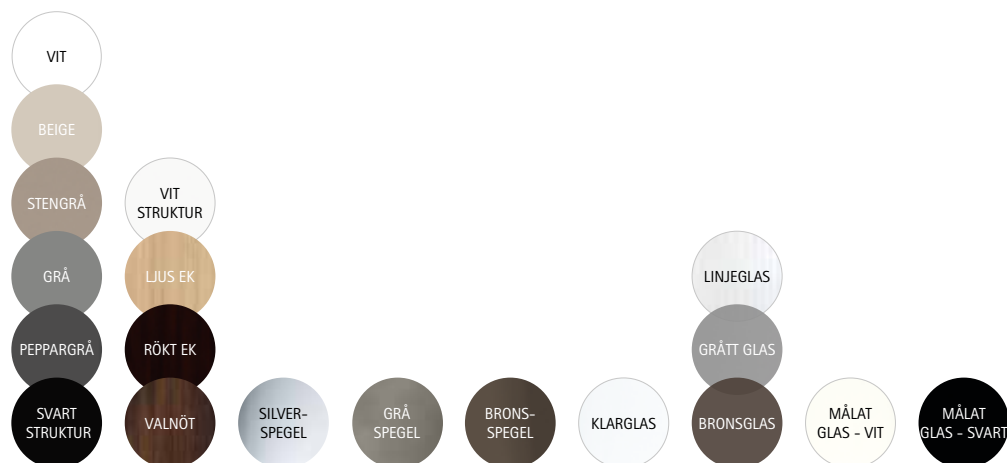 VIT
BEIGE
STENGRÅ
GRÅ
PEPPARGRÅ
SVART
STRUKTUR
VIT
STRUKTUR
LJUS EK
RÖKT EK
VALNÖT
SILVER-
SPEGEL
GRÅ
SPEGEL
BRONS-
SPEGEL
KLARGLAS
LINJEGLAS
GRÅTT GLAS
BRONSGLAS
MÅLAT
GLAS - VIT
MÅLAT
GLAS - SVART